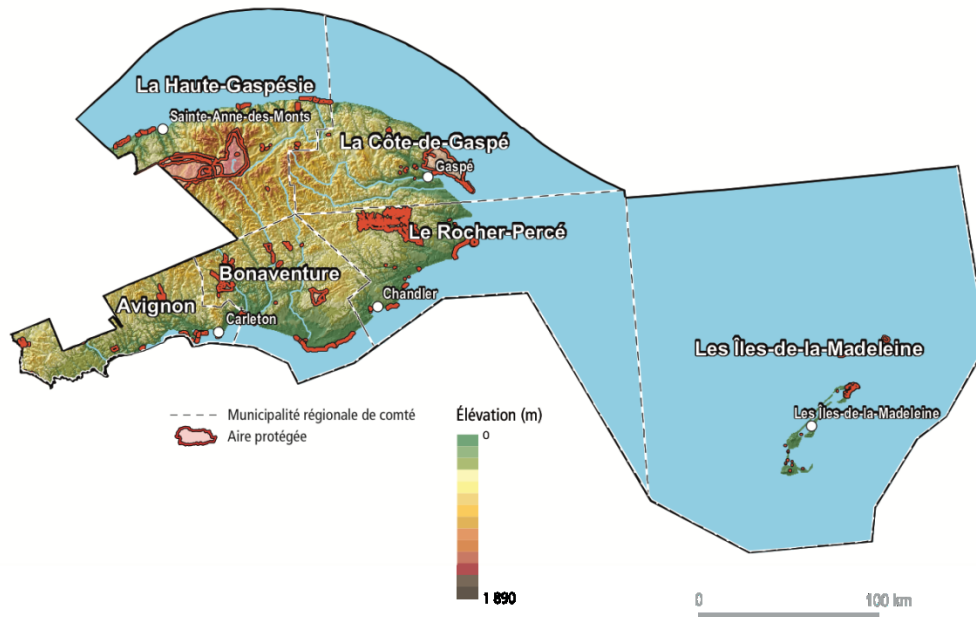 La Haute-Gaspésie
Sainte-Anne-des-Monts
La Côte-de-Gaspé
Gaspé
Le Rocher-Percé
Bonaventure
Avignon
Chandler
Carleton
Les Îles-de-la-Madeleine
Les Îles-de-la-Madeleine
Municipalité régionale de comté
Aire protégée
Élévation (m)
0
1 890
0 100 km